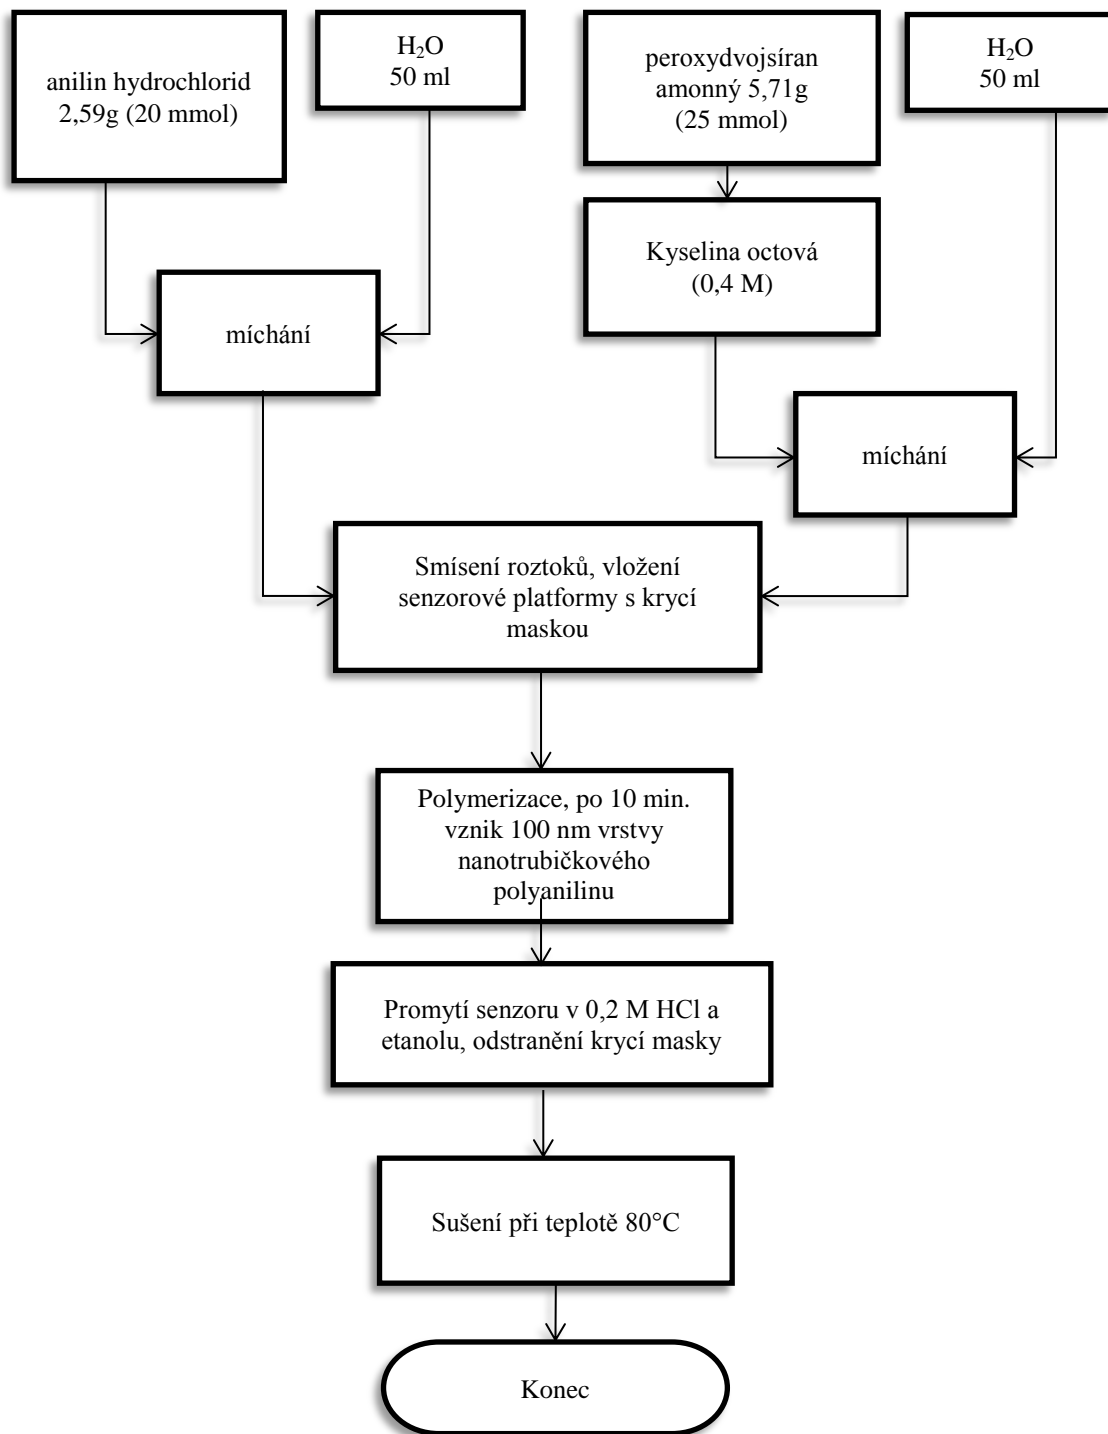 anilin hydrochlorid
2,59g (20 mmol)
H₂O
50 ml
peroxydvojsíran
amonný 5,71g
(25 mmol)
H₂O
50 ml
Kyselina octová
(0,4 M)
míchání
míchání
Smísení roztoků, vložení
senzorové platformy s krycí
maskou
Polymerizace, po 10 min.
vznik 100 nm vrstvy
nanotrubičkového
polyanilinu
Promytí senzoru v 0,2 M HCl a
etanolu, odstranění krycí masky
Sušení při teplotě 80°C
Konec